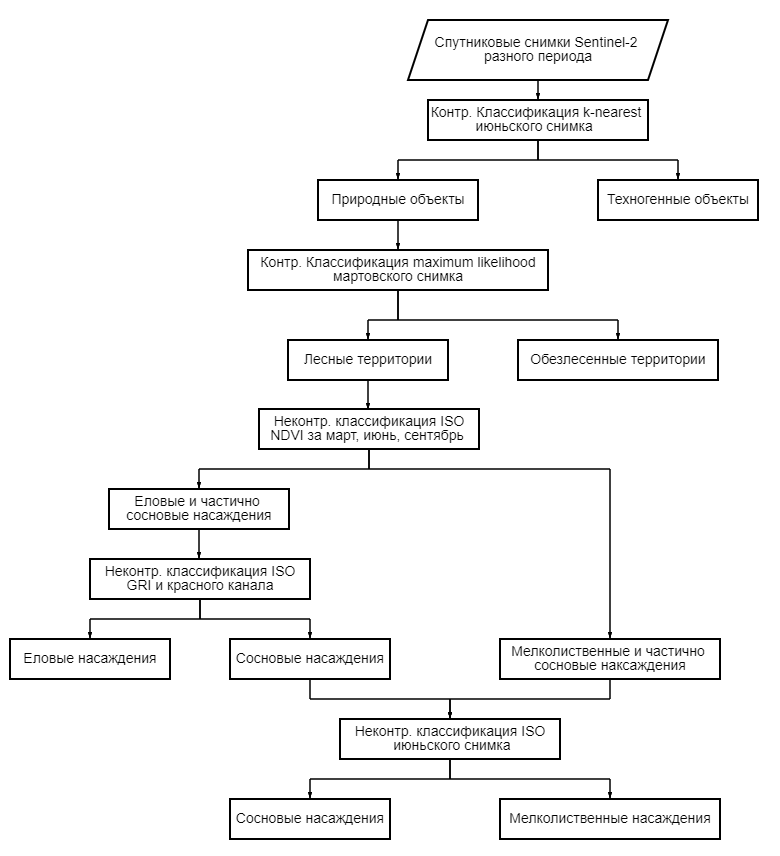 Спутниковые снимки Sentinel-2
разного периода
Контр. Классификация k-nearest
июньского снимка
Природные объекты
Техногенные объекты
Контр. Классификация maximum likelihood
мартовского снимка
Лесные территории
Обезлесенные территории
Неконтр. классификация ISO
NDVI за март, июнь, сентябрь
Еловые и частично
сосновые насаждения
Неконтр. классификация ISO
GRI и красного канала
Еловые насаждения
Сосновые насаждения
Мелколиственные и частично
сосновые наксаждения
Неконтр. классификация ISO
июньского снимка
Сосновые насаждения
Мелколиственные насаждения